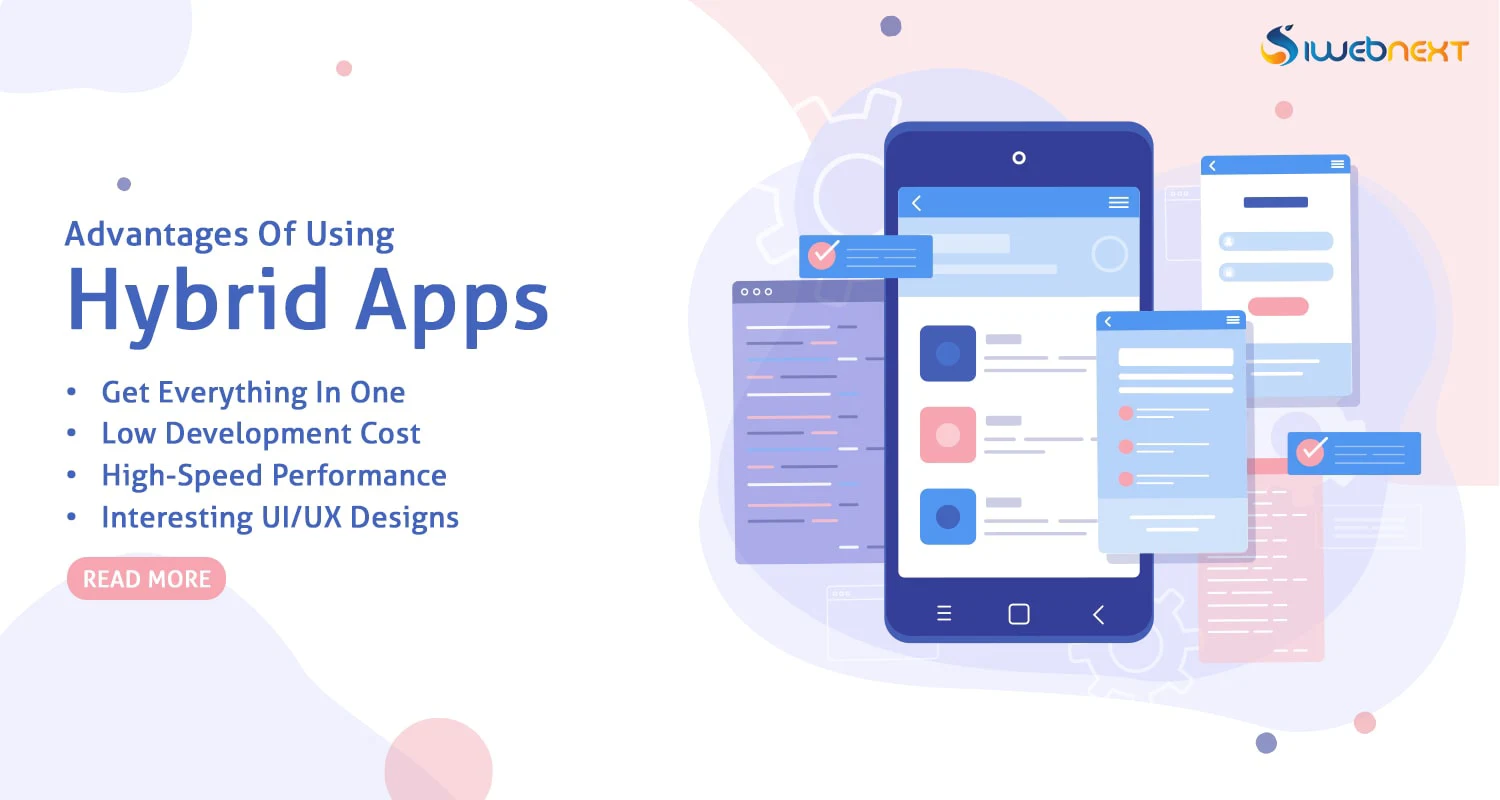 IWEBNEXT
Advantages Of Using
Hybrid Apps
• Get Everything In One
• Low Development Cost
• High-Speed Performance
• Interesting UI/UX Designs
READ MORE